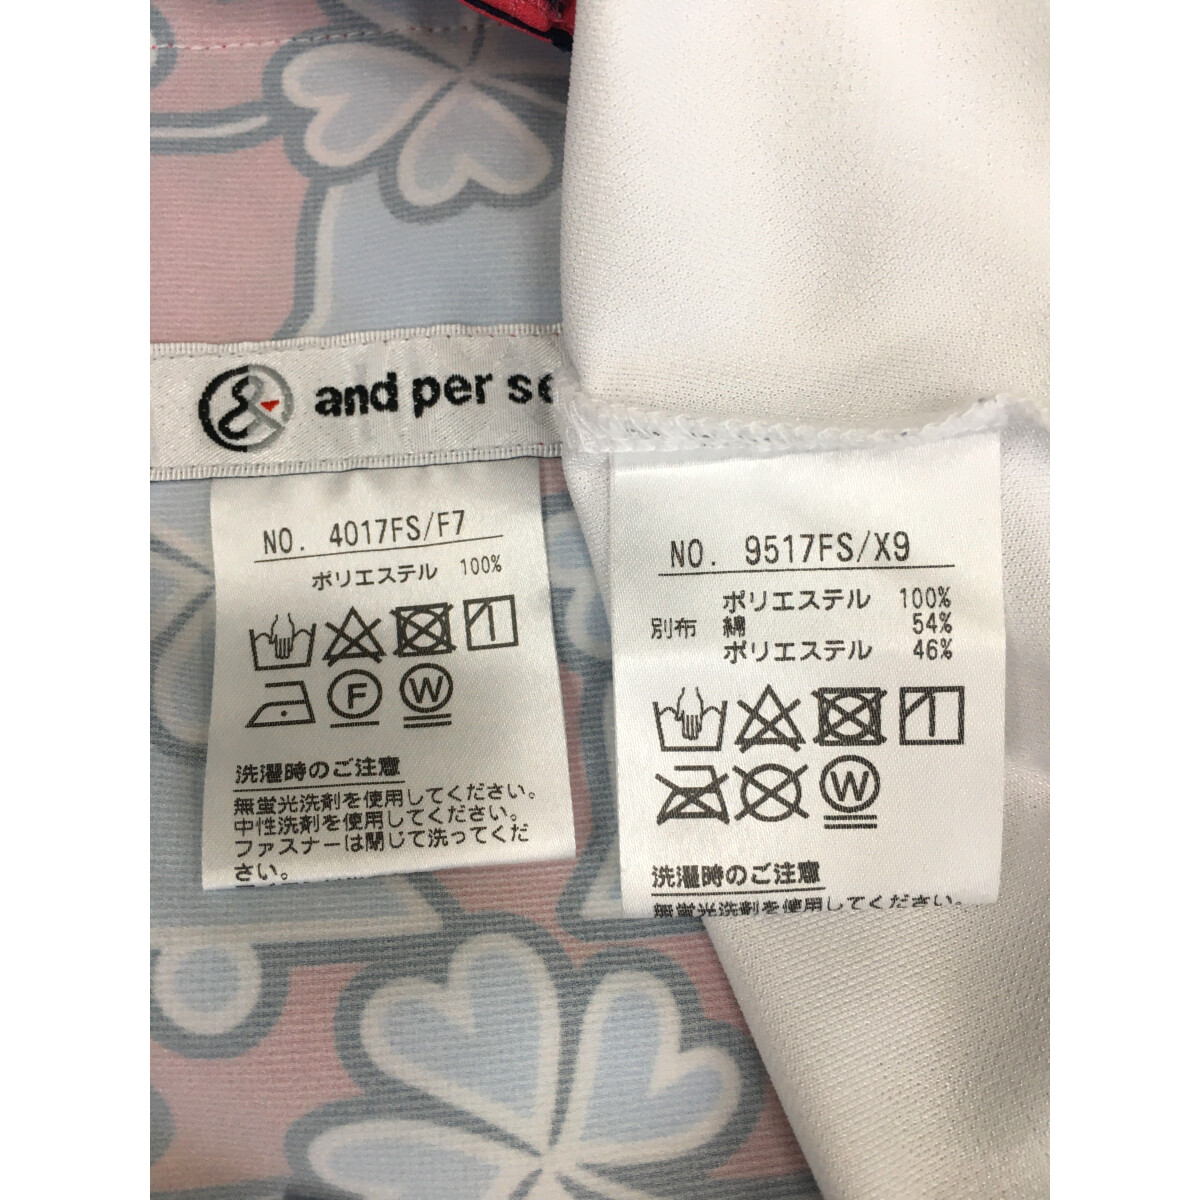 and per se
NO. 4017FS/F7
ポリエステル 100%
F
W
洗濯時のご注意
無蛍光洗剤を使用してください。
中性洗剤を使用してください。
ファスナーは閉じて洗ってくだ
さい。
NO. 9517FS/X9
ポリエステル 100%
別布 綿 54%
ポリエステル 46%
W
洗濯時のご注意
無蛍光洗剤を使用してください。